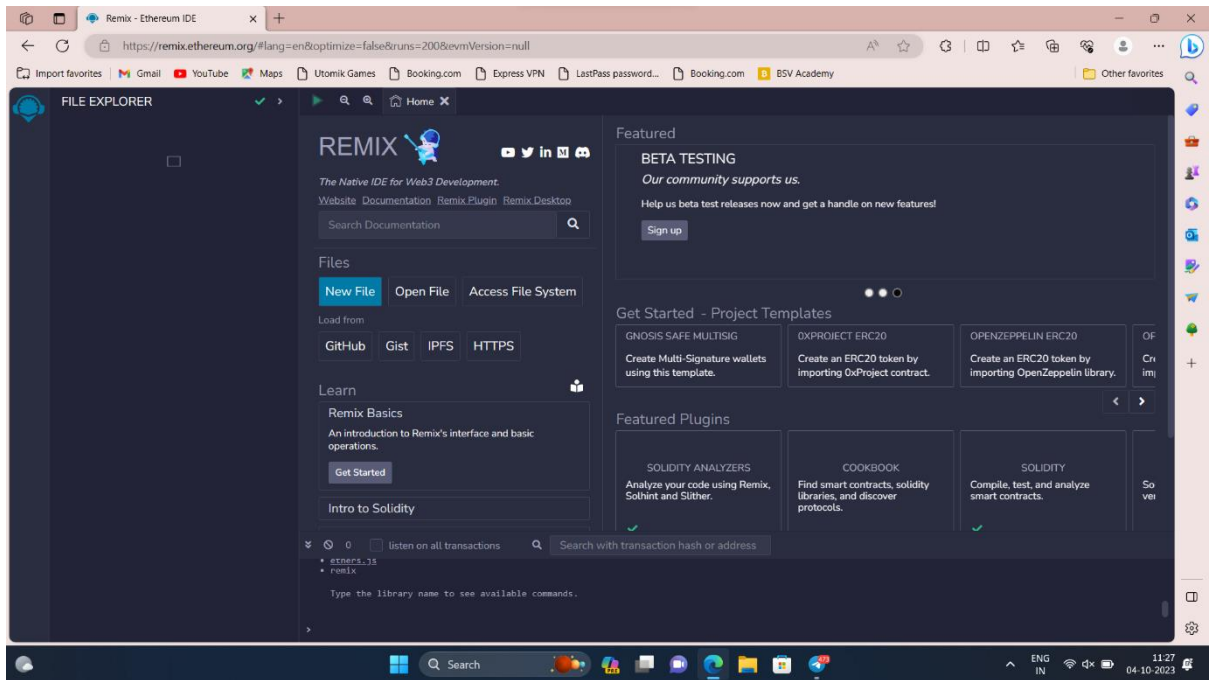 Remix - Ethereum IDE
https://remix.ethereum.org/#lang=en&optimize=false&runs=200&evmVersion=null
Import favorites Gmail YouTube Maps Utomik Games Booking.com Express VPN LastPass password... Booking.com BSV Academy Other favorites
FILE EXPLORER
Home
REMIX
in
The Native IDE for Web3 Development.
Website Documentation Remix Plugin Remix Desktop
Search Documentation
Files
New File Open File Access File System
Load from
GitHub Gist IPFS HTTPS
Learn
Remix Basics
An introduction to Remix's interface and basic
operations.
Get Started
Intro to Solidity
Featured
BETA TESTING
Our community supports us.
Help us beta test releases now and get a handle on new features!
Sign up
Get Started - Project Templates
GNOSIS SAFE MULTISIG
Create Multi-Signature wallets
using this template.
0XPROJECT ERC20
Create an ERC20 token by
importing 0xProject contract.
OPENZEPPELIN ERC20
Create an ERC20 token by
importing OpenZeppelin library.
Featured Plugins
SOLIDITY ANALYZERS
Analyze your code using Remix,
Solhint and Slither.
COOKBOOK
Find smart contracts, solidity
libraries, and discover
protocols.
SOLIDITY
Compile, test, and analyze
smart contracts.
0 listen on all transactions Search with transaction hash or address
• ethers.js
• remix
Type the library name to see available commands.
>
Search
ENG
IN
11:27
04-10-2023